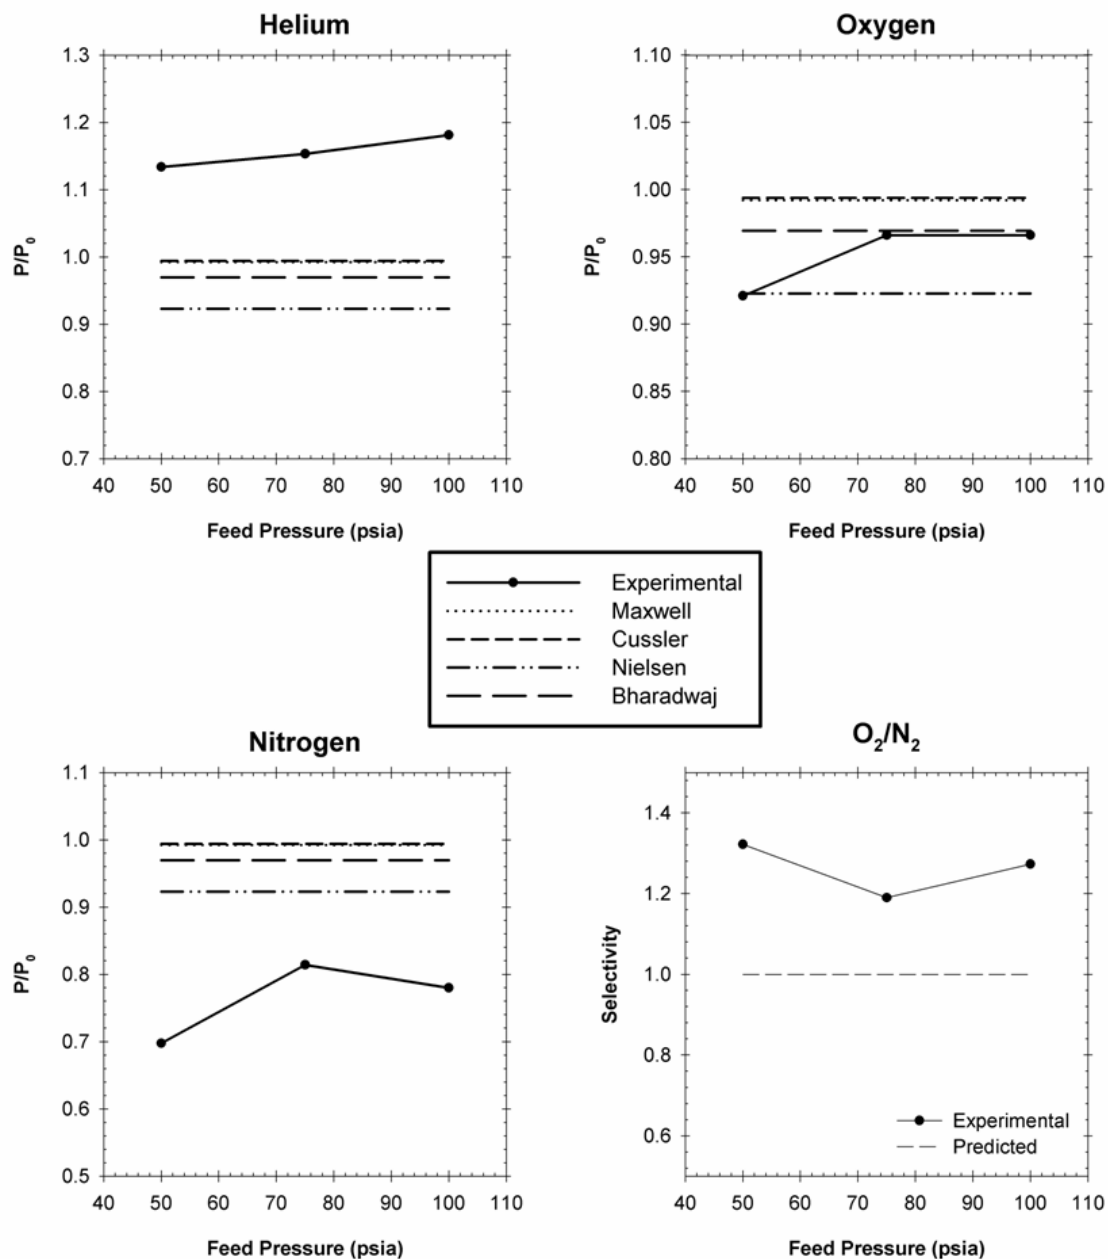 Helium
1.3
1.2
1.1
1.0
0.9
0.8
0.7
P/P₀
40 50 60 70 80 90 100 110
Feed Pressure (psia)
Oxygen
1.10
1.05
1.00
0.95
0.90
0.85
0.80
P/P₀
40 50 60 70 80 90 100 110
Feed Pressure (psia)
Experimental
Maxwell
Cussler
Nielsen
Bharadwaj
Nitrogen
1.1
1.0
0.9
0.8
0.7
0.6
0.5
P/P₀
40 50 60 70 80 90 100 110
Feed Pressure (psia)
O₂/N₂
1.4
1.2
1.0
0.8
0.6
Selectivity
Experimental
Predicted
40 50 60 70 80 90 100 110
Feed Pressure (psia)